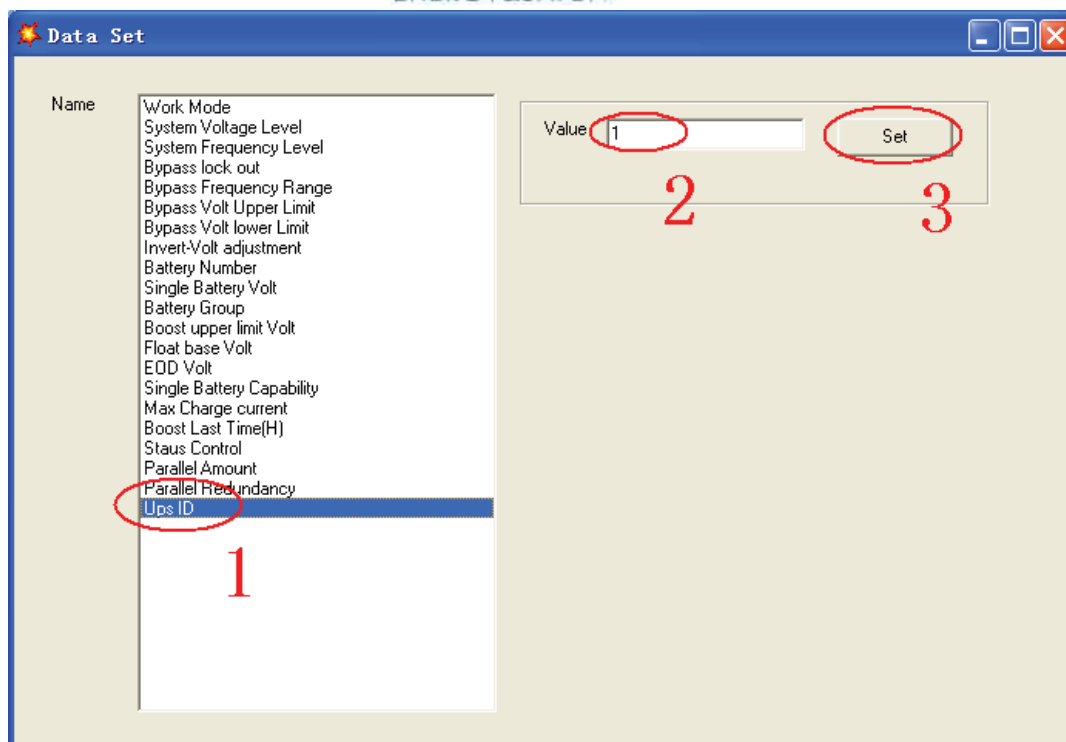 Data Set
Name
Work Mode
System Voltage Level
System Frequency Level
Bypass lock out
Bypass Frequency Range
Bypass Volt Upper Limit
Bypass Volt lower Limit
Invert-Volt adjustment
Battery Number
Single Battery Volt
Battery Group
Boost upper limit Volt
Float base Volt
EOD Volt
Single Battery Capability
Max Charge current
Boost Last Time(H)
Staus Control
Parallel Amount
Parallel Redundancy
Ups ID
1
Value 1 Set
2 3